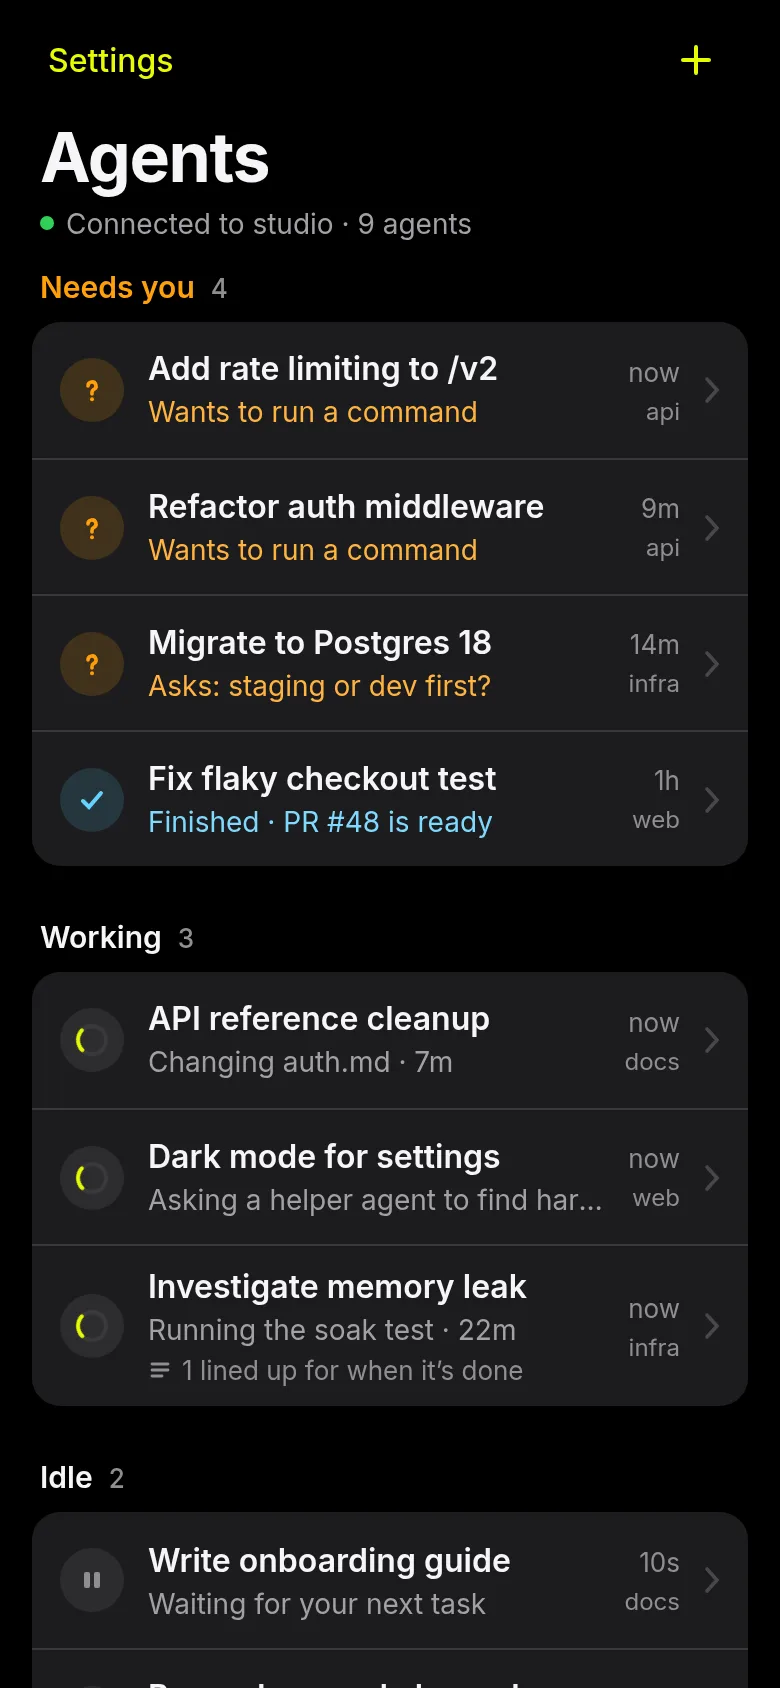 Settings
Agents
Connected to studio · 9 agents
Needs you 4
Add rate limiting to /v2
now
Wants to run a command
api
Refactor auth middleware
9m
Wants to run a command
api
Migrate to Postgres 18
14m
Asks: staging or dev first?
infra
Fix flaky checkout test
1h
Finished · PR #48 is ready
web
Working 3
API reference cleanup
now
Changing auth.md · 7m
docs
Dark mode for settings
now
Asking a helper agent to find har...
web
Investigate memory leak
now
Running the soak test · 22m
infra
1 lined up for when it’s done
Idle 2
Write onboarding guide
10s
Waiting for your next task
docs